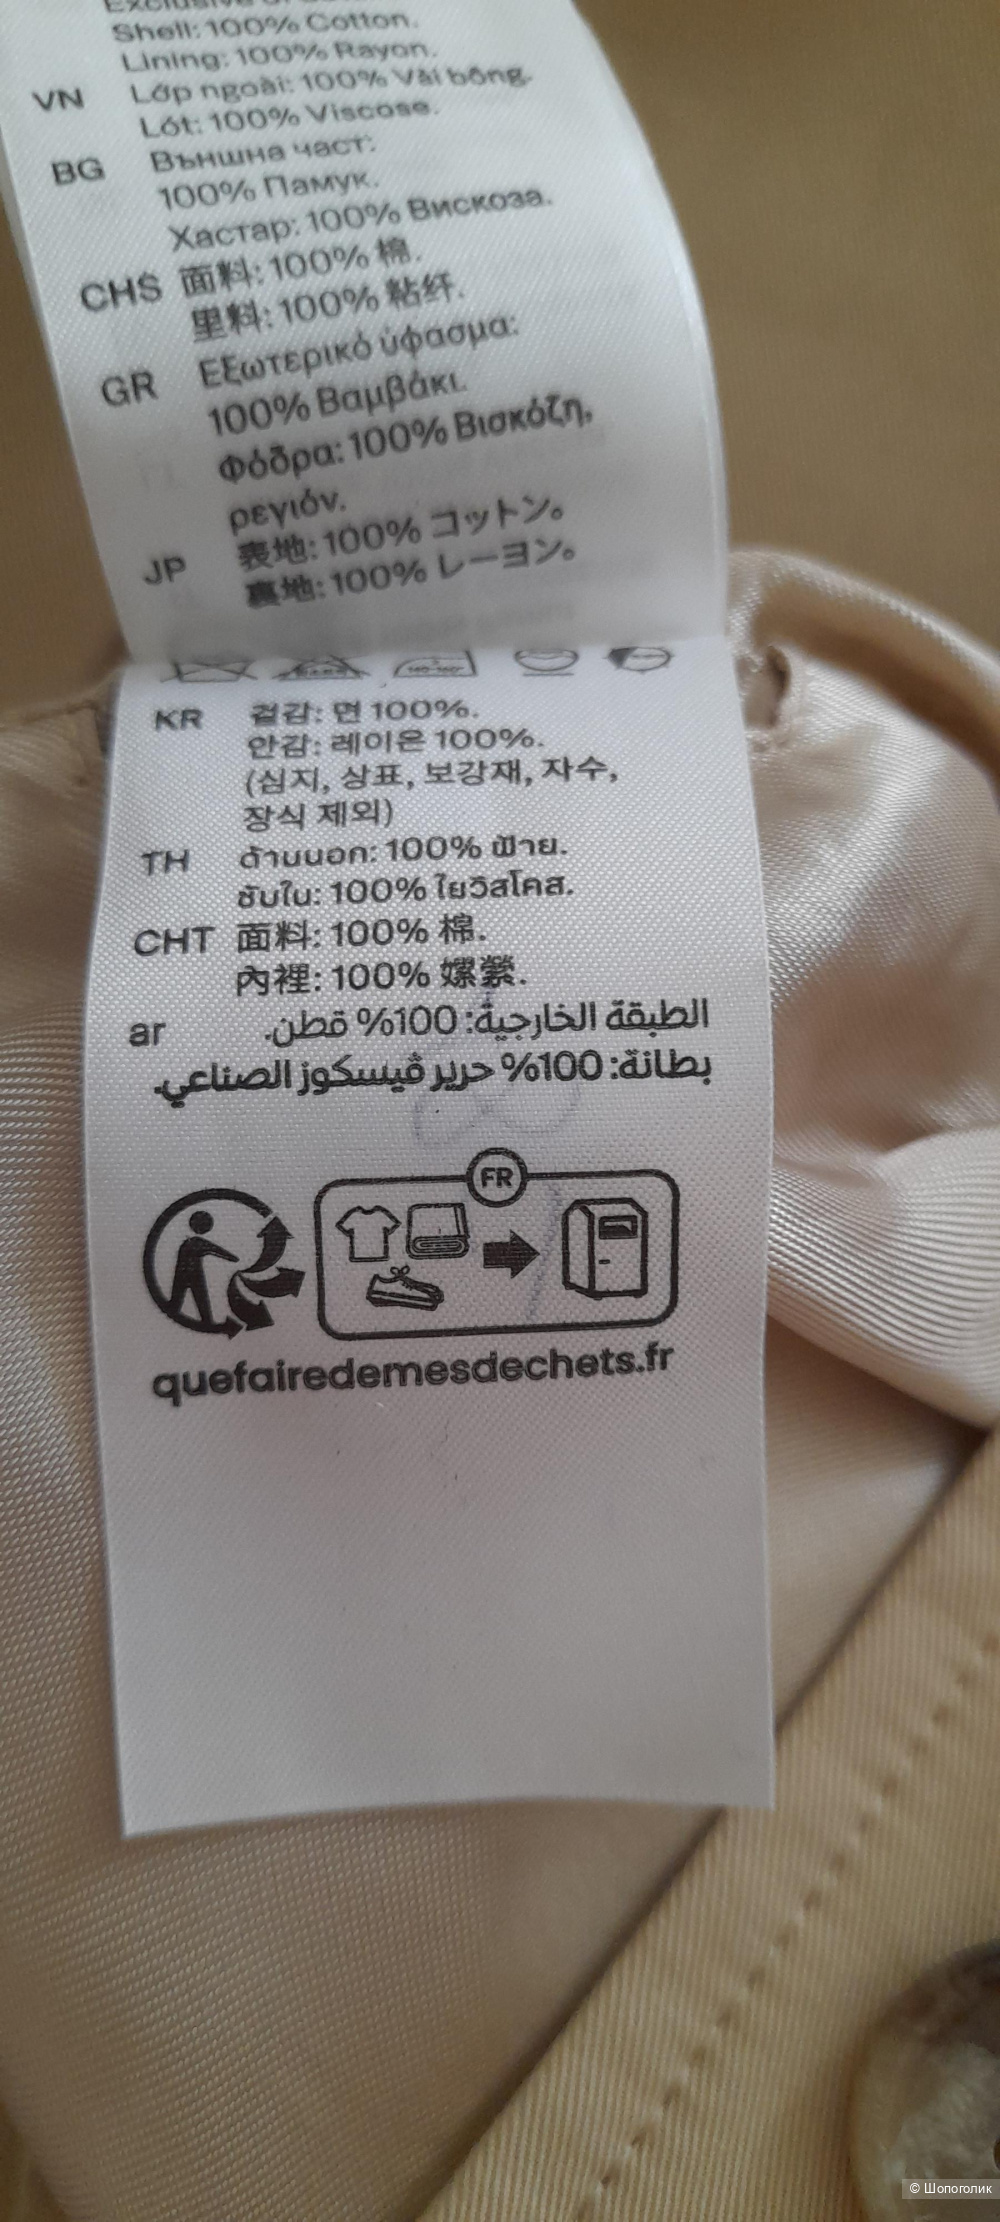 Shell: 100% Cotton.
Lining: 100% Rayon.
VN Lớp ngoài: 100% Vải bông.
Lót: 100% Viscose.
BG Външна част:
100% Памук.
Хастар: 100% Вискоза.
CHS 面料: 100% 棉.
里料: 100% 粘纤.
GR Εξωτερικό ύφασμα:
100% Βαμβάκι.
Φόδρα: 100% Βισκόζη,
ρεγιόν.
JP 表地: 100% コットン。
裏地: 100% レーヨン。
KR 겉감: 면 100%.
안감: 레이온 100%.
(심지, 상표, 보강재, 자수,
장식 제외)
TH ด้านนอก: 100% ฝ้าย.
ซับใน: 100% ใยวิสโคส.
CHT 面料: 100% 棉.
內裡: 100% 嫘縈.
ar الطبقة الخارجية: 100% قطن.
بطانة: 100% حرير ڤيسكوز الصناعي.
FR
quefairedemesdechets.fr
© Шопоголик